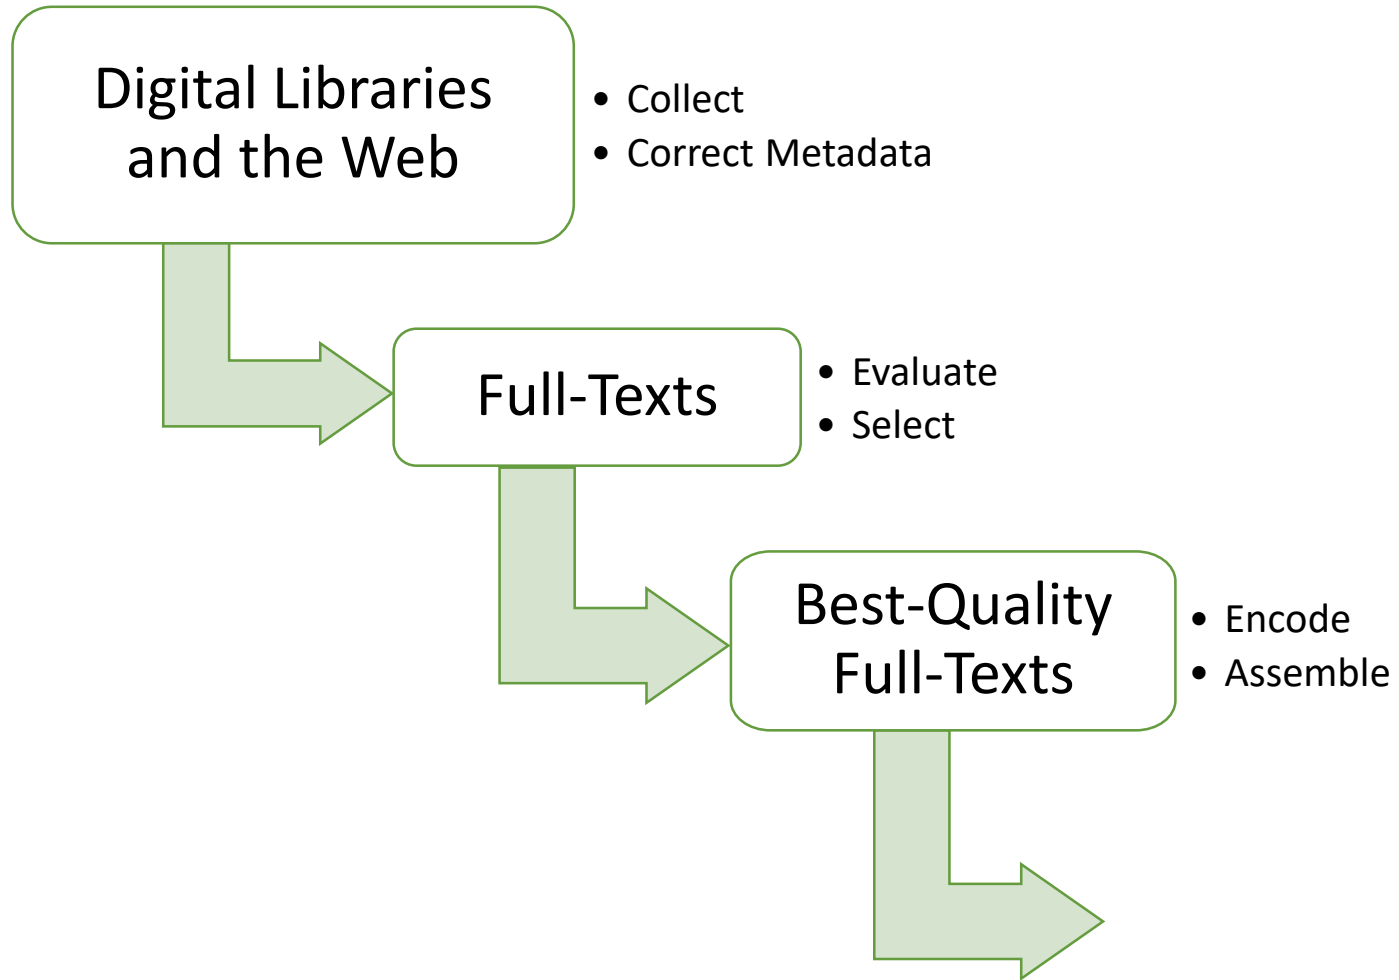 Digital Libraries
and the Web
• Collect
• Correct Metadata
Full-Texts
• Evaluate
• Select
Best-Quality
Full-Texts
• Encode
• Assemble